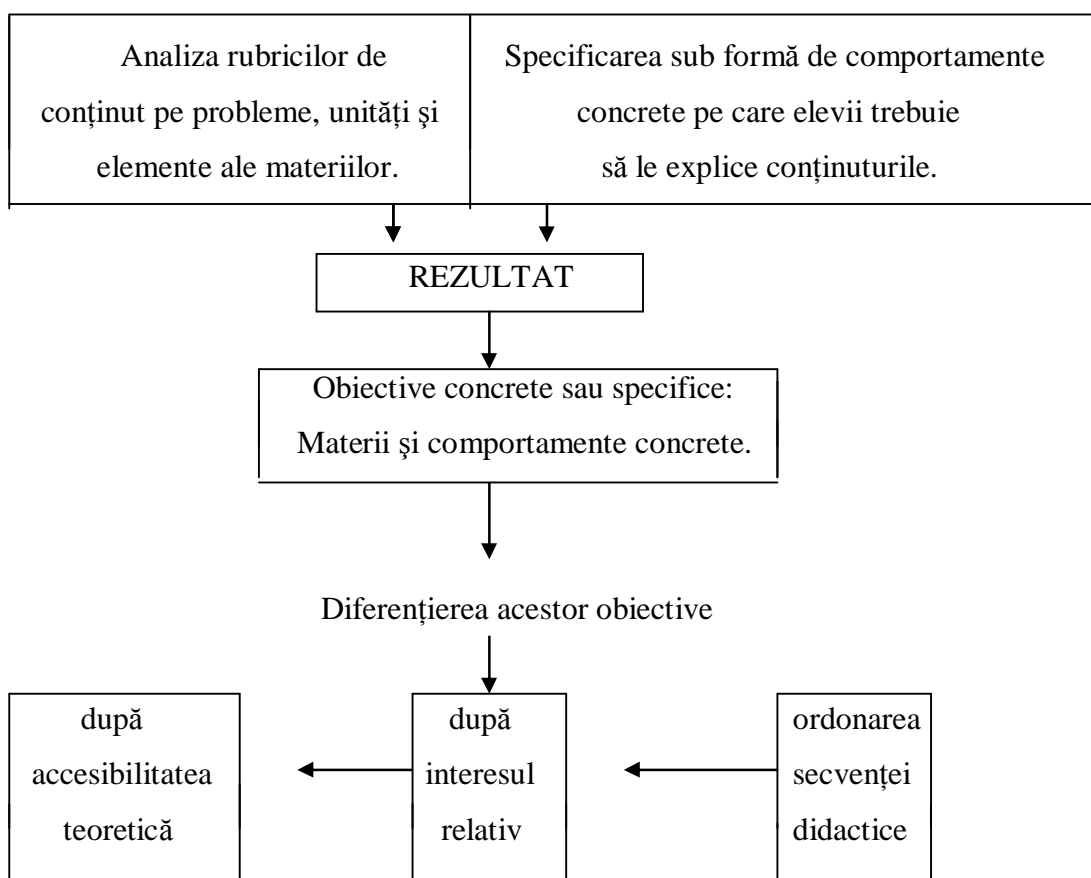 Analiza rubricilor de
conținut pe probleme, unități şi
elemente ale materiilor.
Specificarea sub formă de comportamente
concrete pe care elevii trebuie
să le explice conținuturile.
REZULTAT
Obiective concrete sau specifice:
Materii şi comportamente concrete.
Diferențierea acestor obiective
după
accesibilitatea
teoretică
după
interesul
relativ
ordonarea
secvenței
didactice